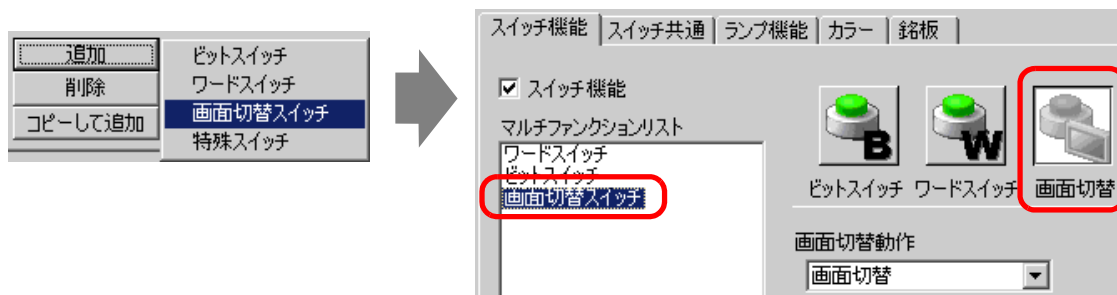 追加
削除
コピーして追加
ビットスイッチ
ワードスイッチ
画面切替スイッチ
特殊スイッチ
スイッチ機能 スイッチ共通 ランプ機能 カラー 銘板
スイッチ機能
マルチファンクションリスト
ワードスイッチ
ビットスイッチ
画面切替スイッチ
B W
ビットスイッチ ワードスイッチ 画面切替
画面切替動作
画面切替